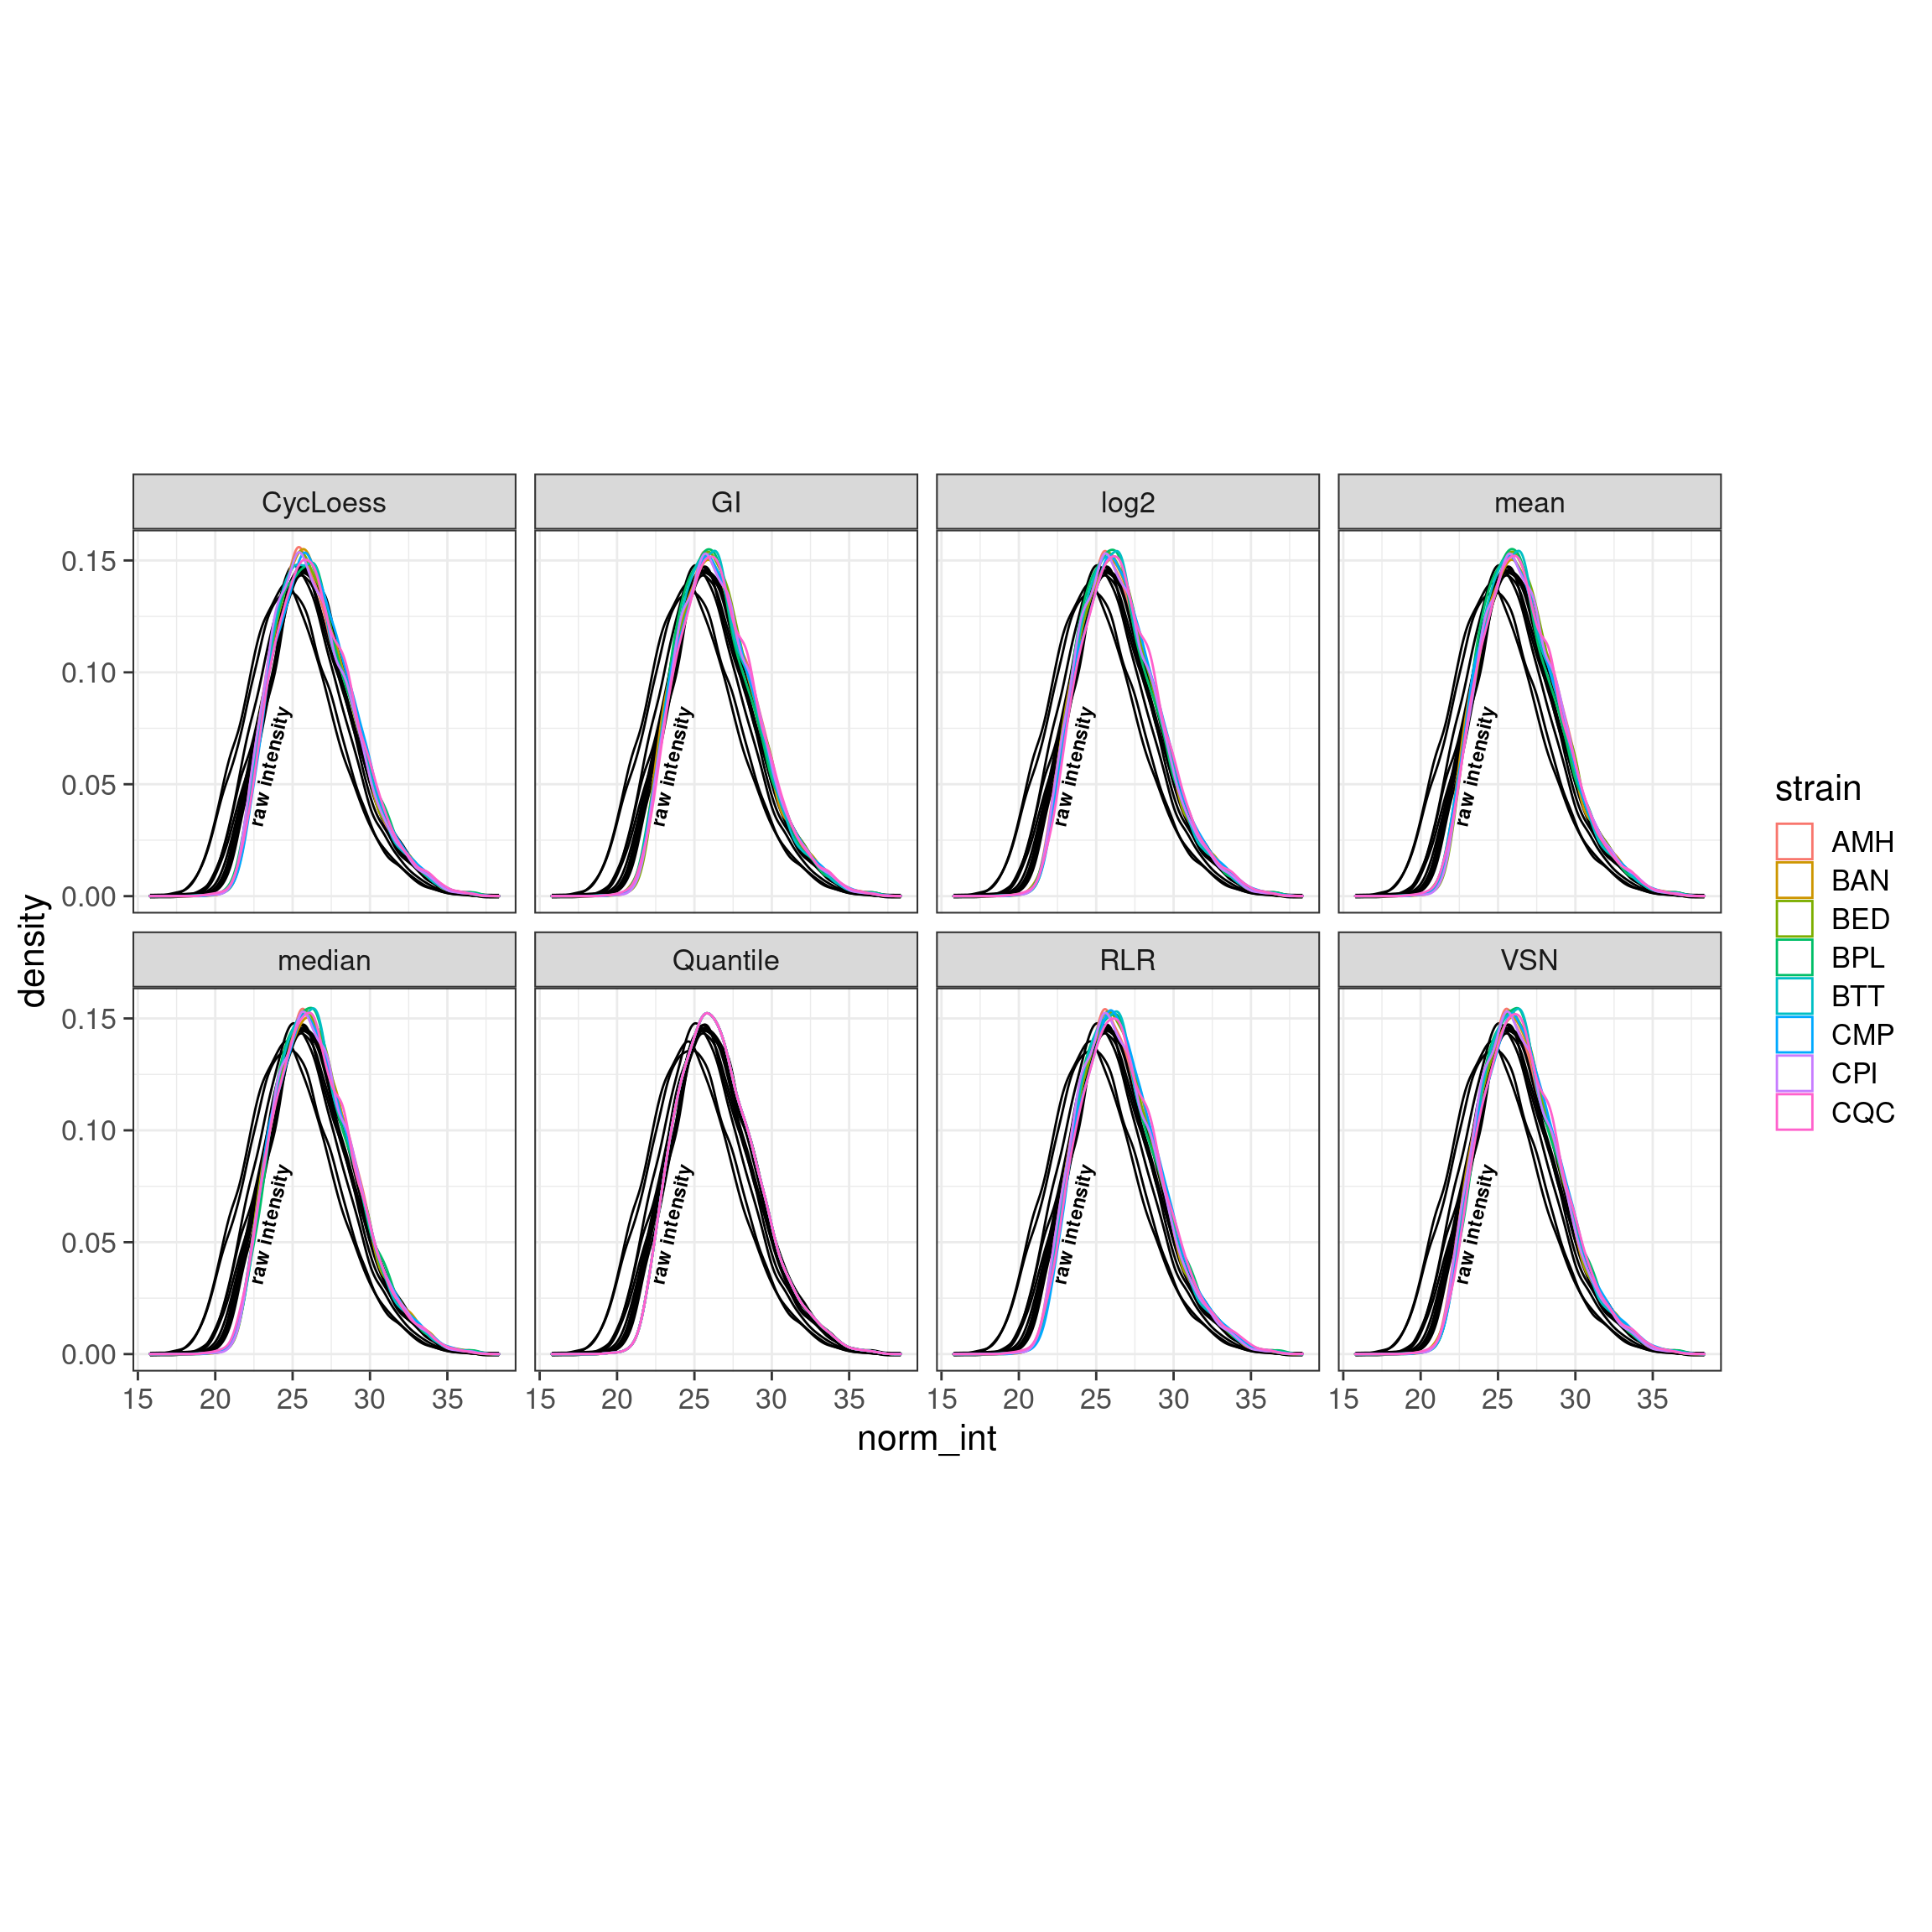 CycLoess GI log2 mean
0.15
0.10
0.05
0.00
raw intensity raw intensity raw intensity raw intensity
median Quantile RLR VSN
0.15
0.10
0.05
0.00
raw intensity raw intensity raw intensity raw intensity
15 20 25 30 35 15 20 25 30 35 15 20 25 30 35 15 20 25 30 35
norm_int
density
strain
AMH
BAN
BED
BPL
BTT
CMP
CPI
CQC